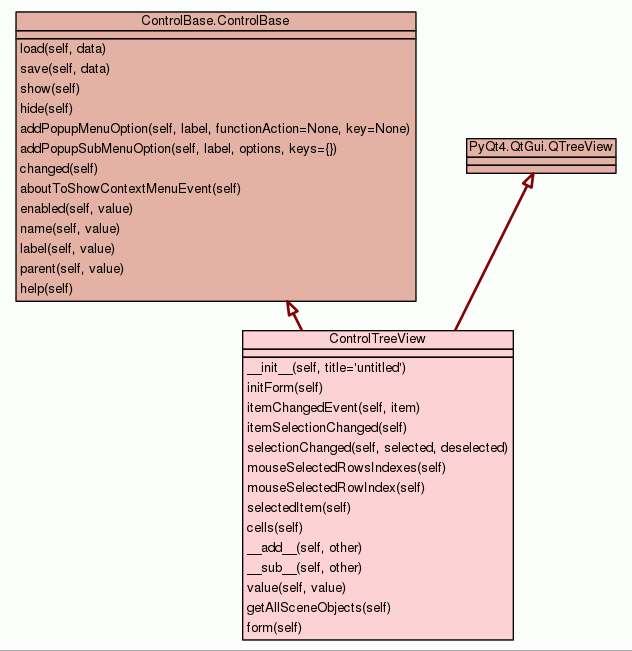 ControlBase.ControlBase
load(self, data)
save(self, data)
show(self)
hide(self)
addPopupMenuOption(self, label, functionAction=None, key=None)
addPopupSubMenuOption(self, label, options, keys={})
changed(self)
aboutToShowContextMenuEvent(self)
enabled(self, value)
name(self, value)
label(self, value)
parent(self, value)
help(self)
PyQt4.QtGui.QTreeView
ControlTreeView
__init__(self, title='untitled')
initForm(self)
itemChangedEvent(self, item)
itemSelectionChanged(self)
selectionChanged(self, selected, deselected)
mouseSelectedRowsIndexes(self)
mouseSelectedRowIndex(self)
selectedItem(self)
cells(self)
__add__(self, other)
__sub__(self, other)
value(self, value)
getAllSceneObjects(self)
form(self)